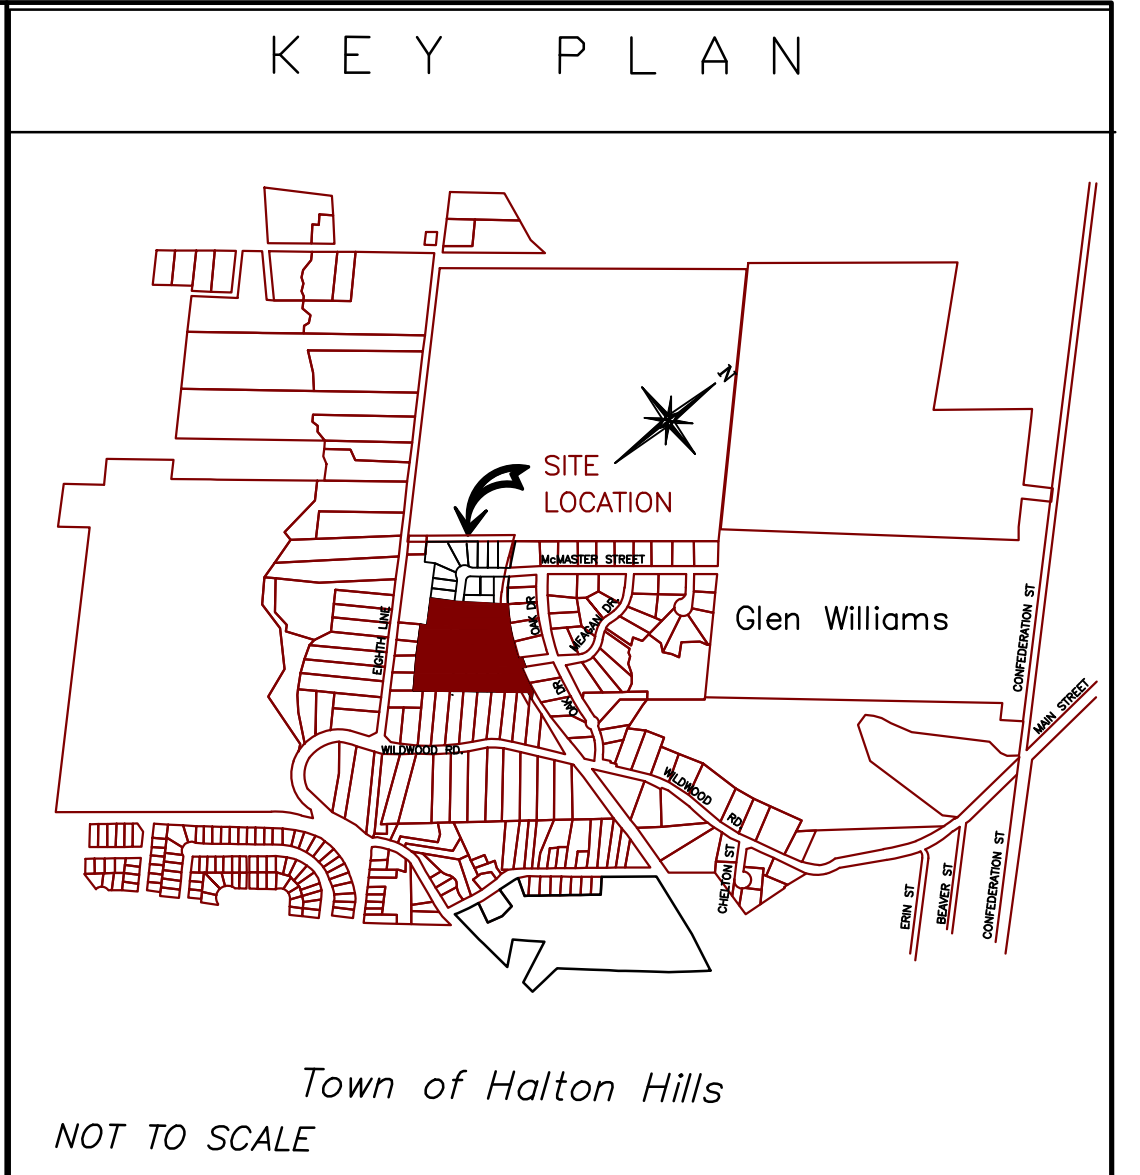 KEY PLAN
N
SITE
LOCATION
McMASTER STREET
OAK DR
MEAGAN DR.
EIGHTH LINE
Glen Williams
CONFEDERATION ST
MAIN STREET
OAK DR
WILDWOOD RD.
WILDWOOD RD
CHELTON ST
ERIN ST
BEAVER ST
CONFEDERATION ST
Town of Halton Hills
NOT TO SCALE